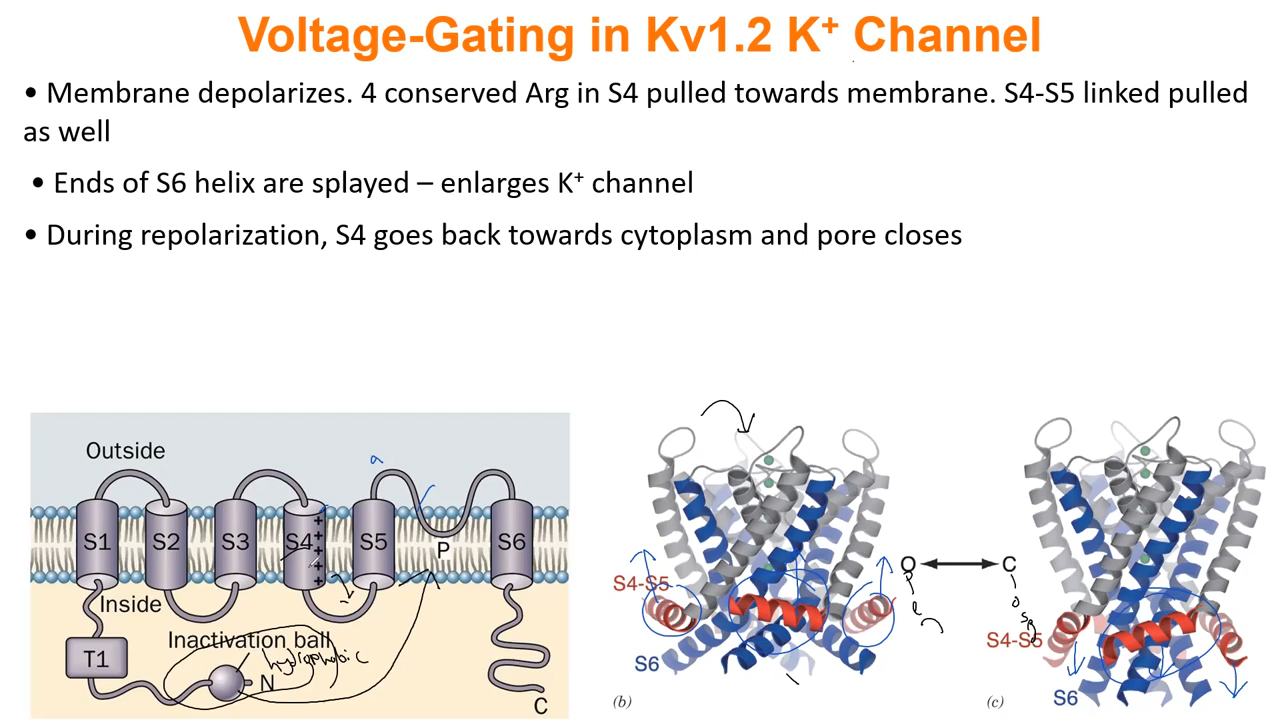 Voltage-Gating in Kv1.2 K⁺ Channel
• Membrane depolarizes. 4 conserved Arg in S4 pulled towards membrane. S4-S5 linked pulled
as well
• Ends of S6 helix are splayed – enlarges K⁺ channel
• During repolarization, S4 goes back towards cytoplasm and pore closes
Outside
a
S1 S2 S3 S4 S5 P S6
+
+
+
+
+
Inside
Inactivation ball
hydrophobic
T1
N
C
S4-S5
S6
(b)
O C
S4-S5
S6
(c)